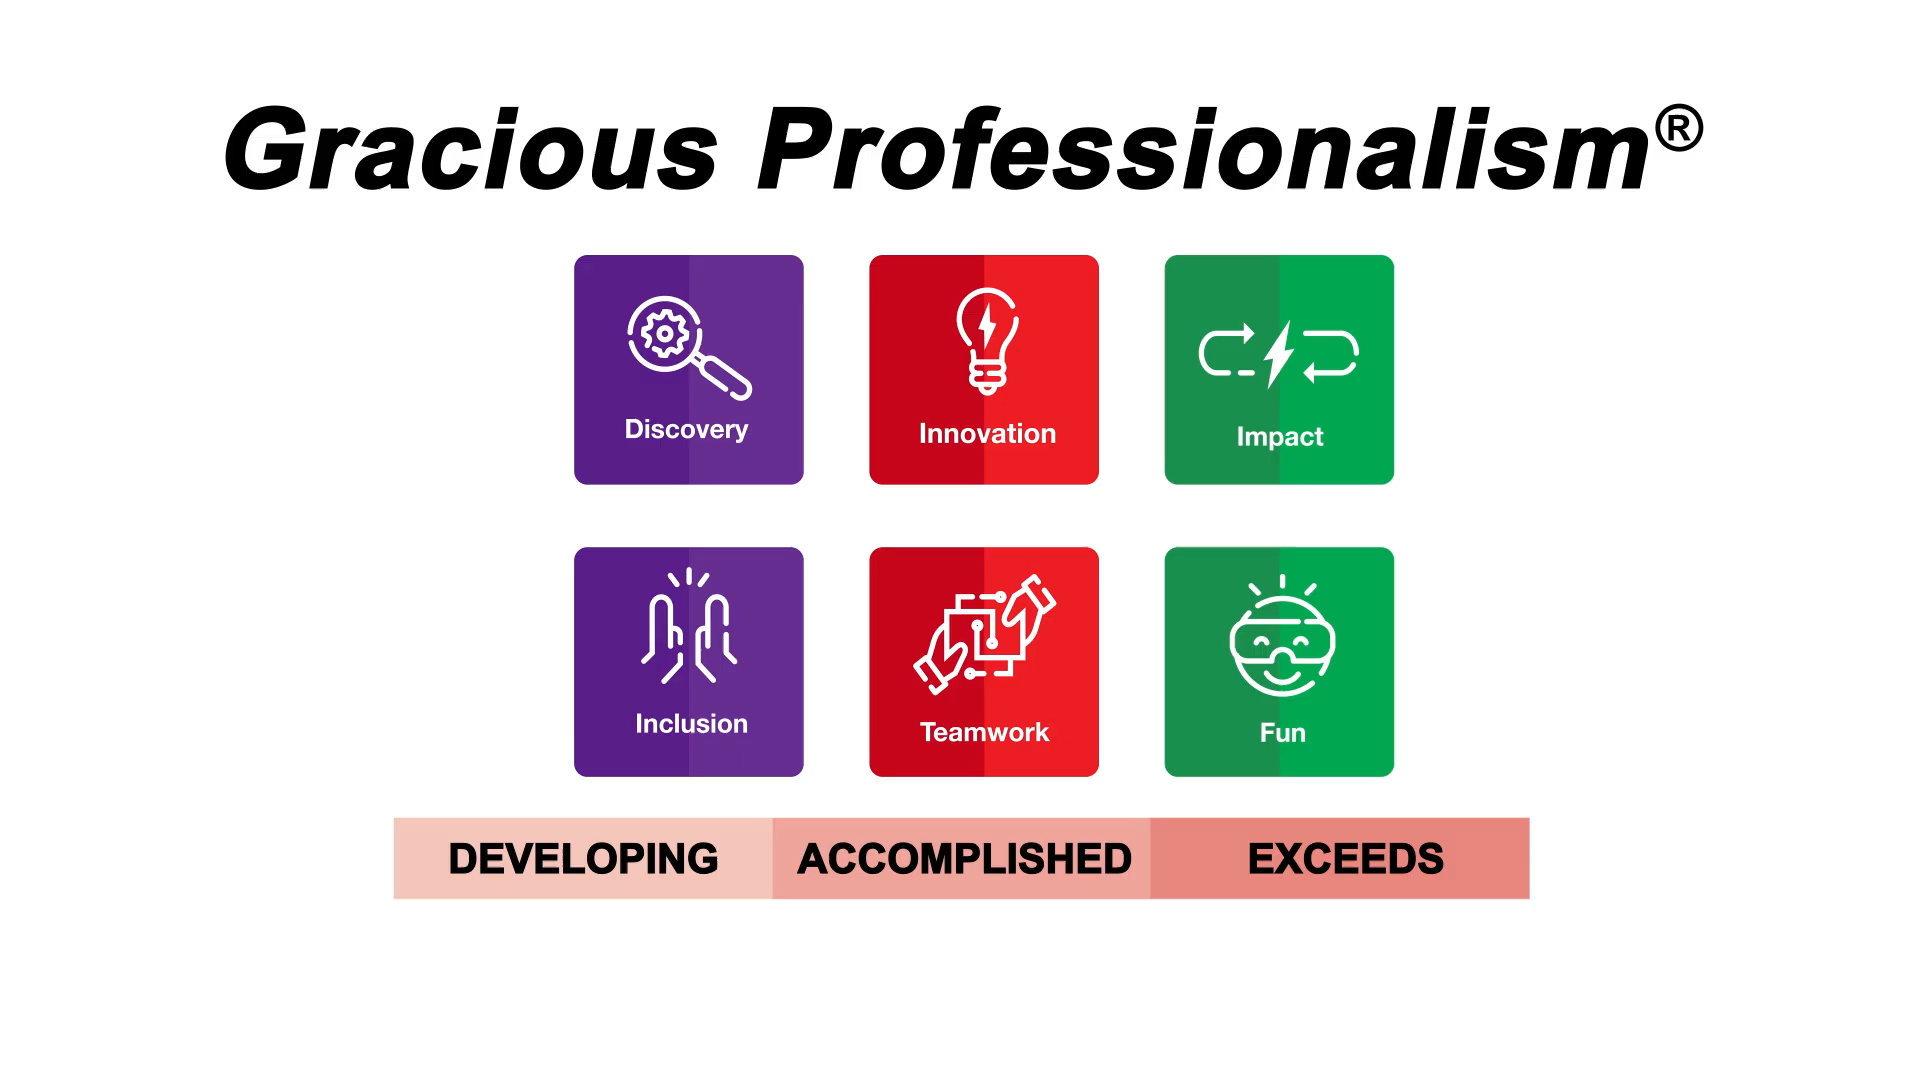 Gracious Professionalism®
Discovery
Innovation
Impact
Inclusion
Teamwork
Fun
DEVELOPING
ACCOMPLISHED
EXCEEDS